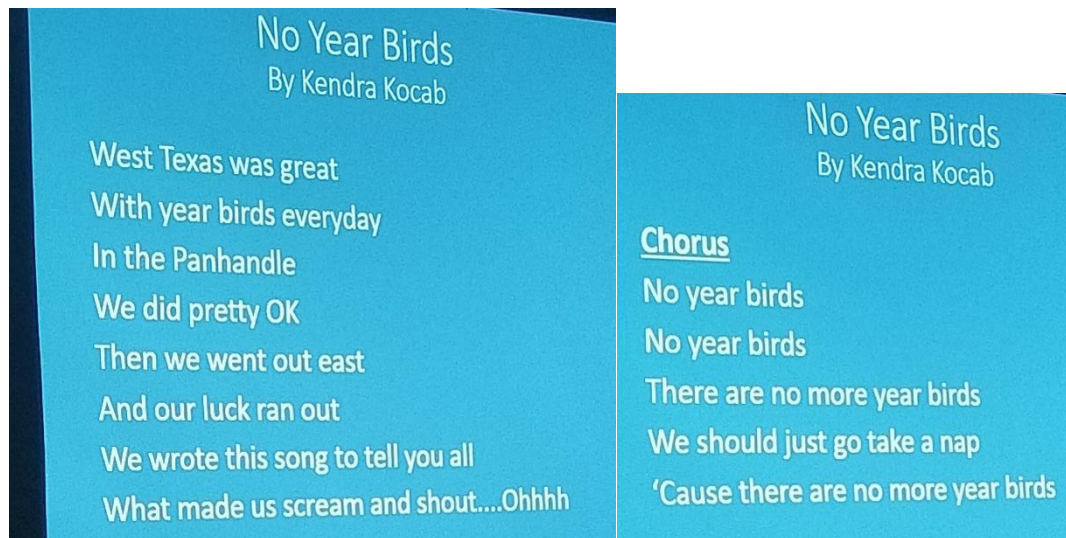 No Year Birds
By Kendra Kocab
West Texas was great
With year birds everyday
In the Panhandle
We did pretty OK
Then we went out east
And our luck ran out
We wrote this song to tell you all
What made us scream and shout....Ohhhh
No Year Birds
By Kendra Kocab
Chorus
No year birds
No year birds
There are no more year birds
We should just go take a nap
‘Cause there are no more year birds